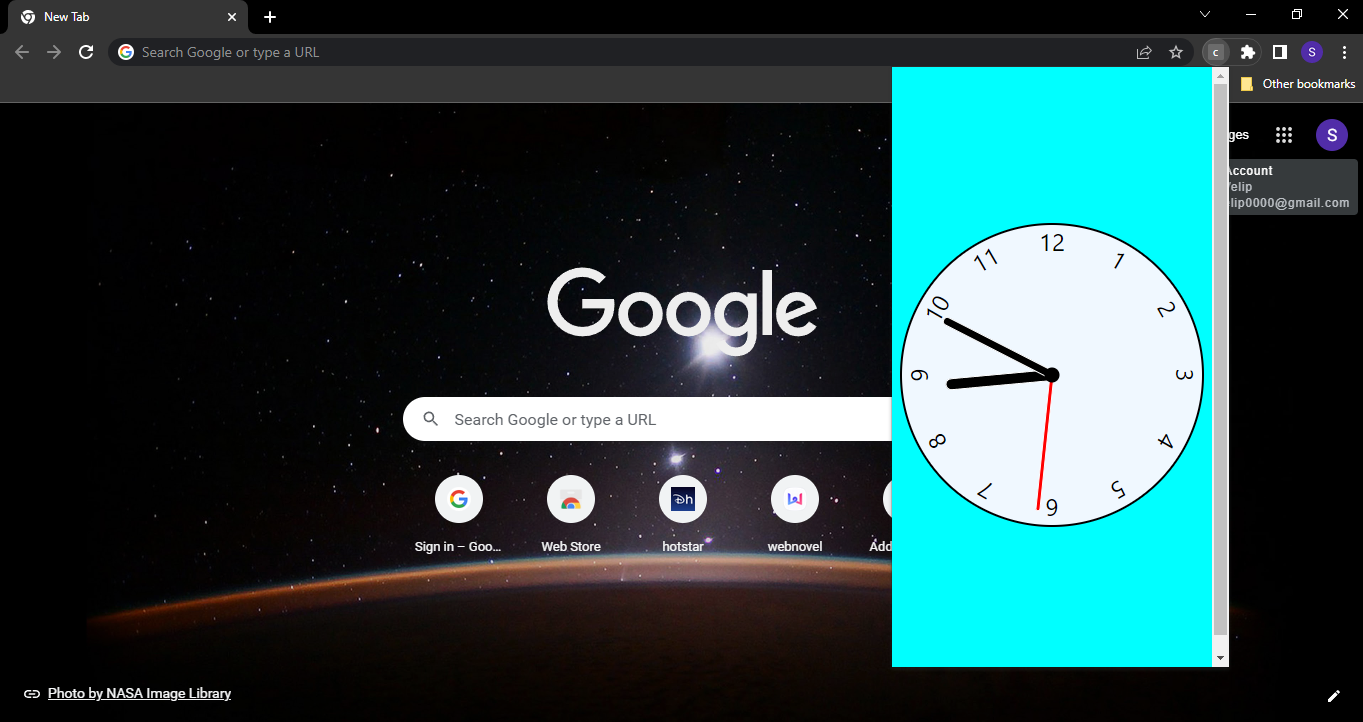 New Tab
Search Google or type a URL
c
S
Other bookmarks
ges
S
Account
elip
elip0000@gmail.com
Google
Search Google or type a URL
Sign in – Goo...
Web Store
hotstar
webnovel
Add
12
1
2
3
4
5
6
7
8
9
10
11
Photo by NASA Image Library